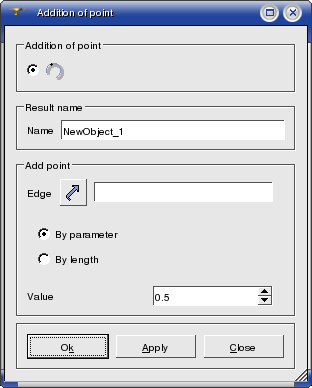 Addition of point
Addition of point
Result name
Name NewObject_1
Add point
Edge
By parameter
By length
Value 0.5
Ok Apply Close